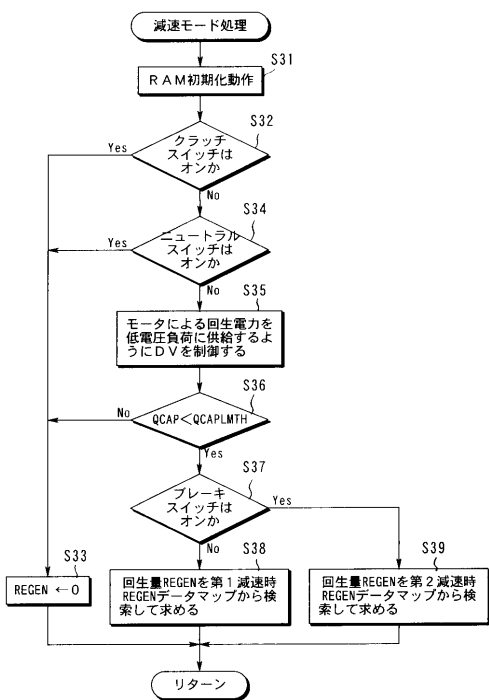 減速モード処理
S31
RAM初期化動作
S32
クラッチ
スイッチは
オンか
Yes
No
S34
ニュートラル
スイッチは
オンか
Yes
No
S35
モータによる回生電力を
低電圧負荷に供給するよ
うにDVを制御する
S36
QCAP<QCAPLMTH
No
Yes
S37
ブレーキ
スイッチは
オンか
Yes
No
S33
REGEN ←0
S38
回生量REGENを第1減速時
REGENデータマップから検
索して求める
S39
回生量REGENを第2減速時
REGENデータマップから検
索して求める
リターン